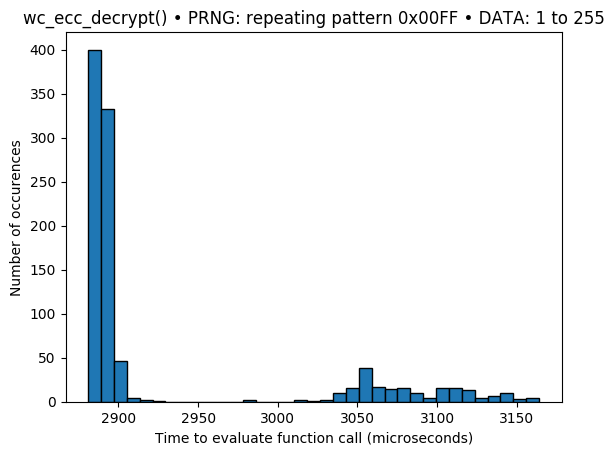 wc_ecc_decrypt() • PRNG: repeating pattern 0x00FF • DATA: 1 to 255
400
350
300
250
200
150
100
50
0
Number of occurences
2900 2950 3000 3050 3100 3150
Time to evaluate function call (microseconds)